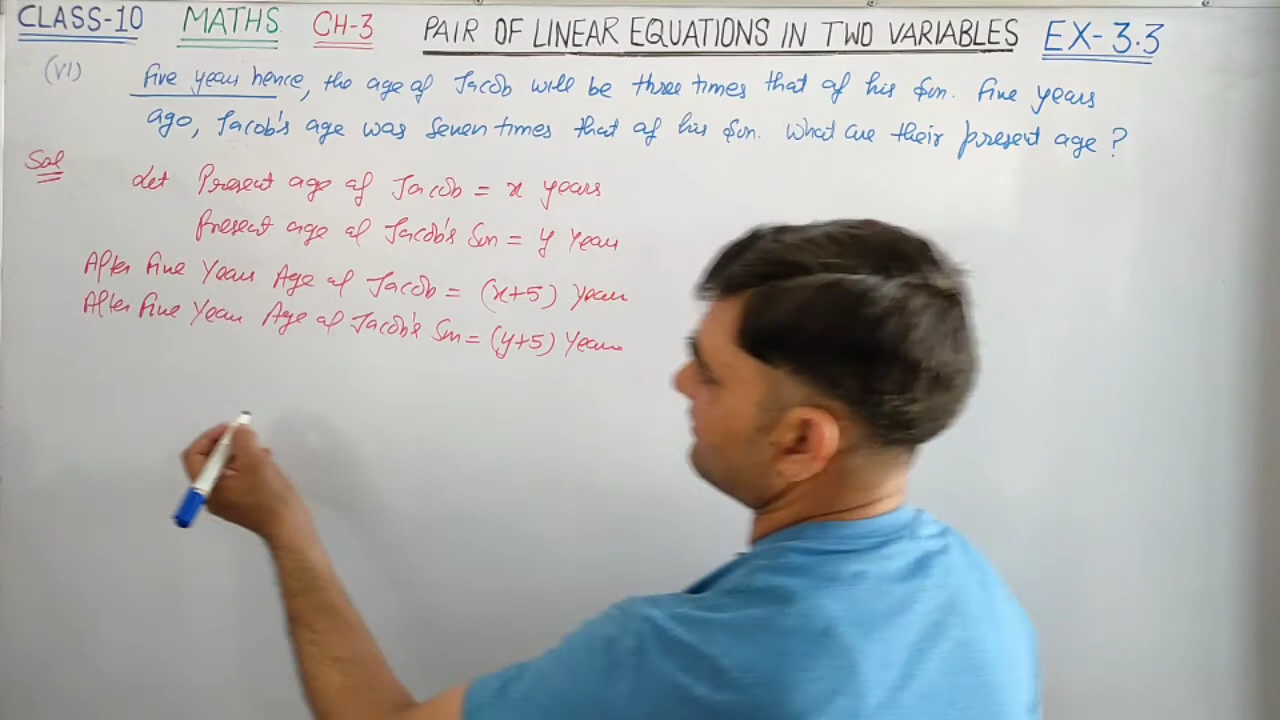 CLASS-10 MATHS. CH-3 PAIR OF LINEAR EQUATIONS IN TWO VARIABLES EX-3.3
(VI) Five years hence, the age of Jacob will be three times that of his son. Five years
ago, Jacob's age was seven times that of his son. What are their present age ?
Sol
Let Present age of Jacob = x years
Present age of Jacob's Son = y Years
After five Years Age of Jacob = (x+5) Years
After five Years Age of Jacob's Son = (y+5) Years